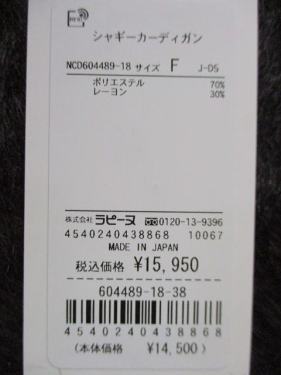 シャギーカーディガン
NCD604489-18 サイズ F J-DS
ポリエステル 70%
レーヨン 30%
株式会社 ラピーヌ 0120-13-9396
4540240438868 10067
MADE IN JAPAN
税込価格 ¥15,950
604489-18-38
4540240438868
(本体価格 ¥14,500)